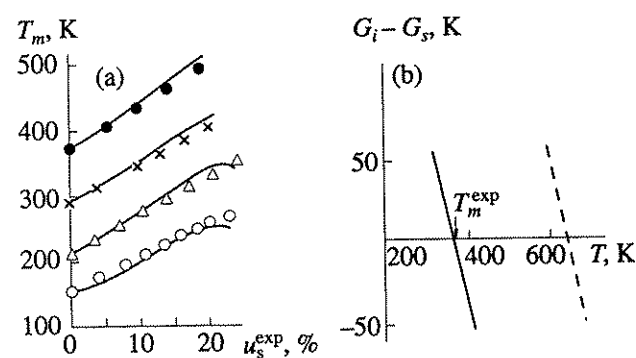 T_m, K
500
(a)
400
300
200
100
0
10
20
u_s^exp, %
G_i – G_s, K
(b)
50
T_m^exp
200
400
600
T, K
–50